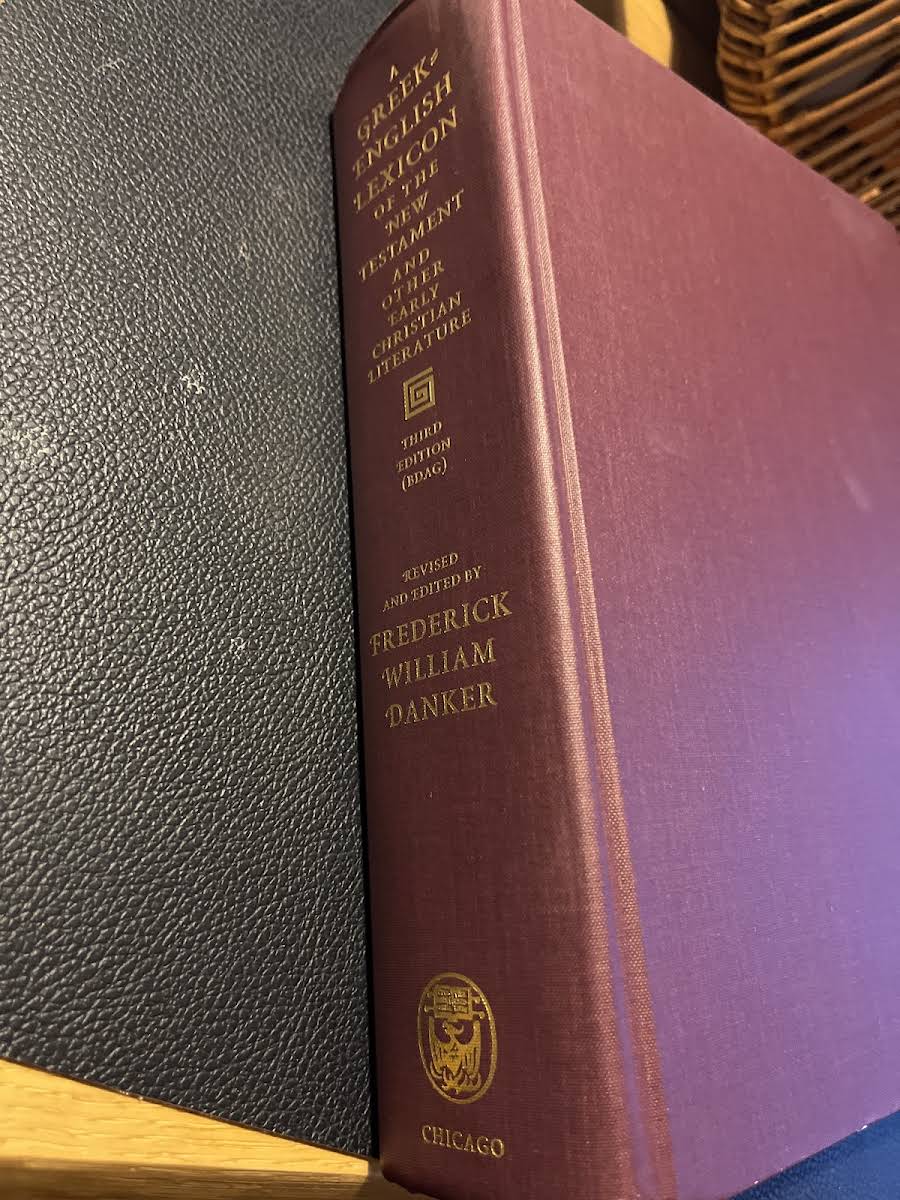 A
GREEK-
ENGLISH
LEXICON
OF THE
NEW
TESTAMENT
AND
OTHER
EARLY
CHRISTIAN
LITERATURE
THIRD
EDITION
(BDAG)
REVISED
AND EDITED BY
FREDERICK
WILLIAM
DANKER
CHICAGO